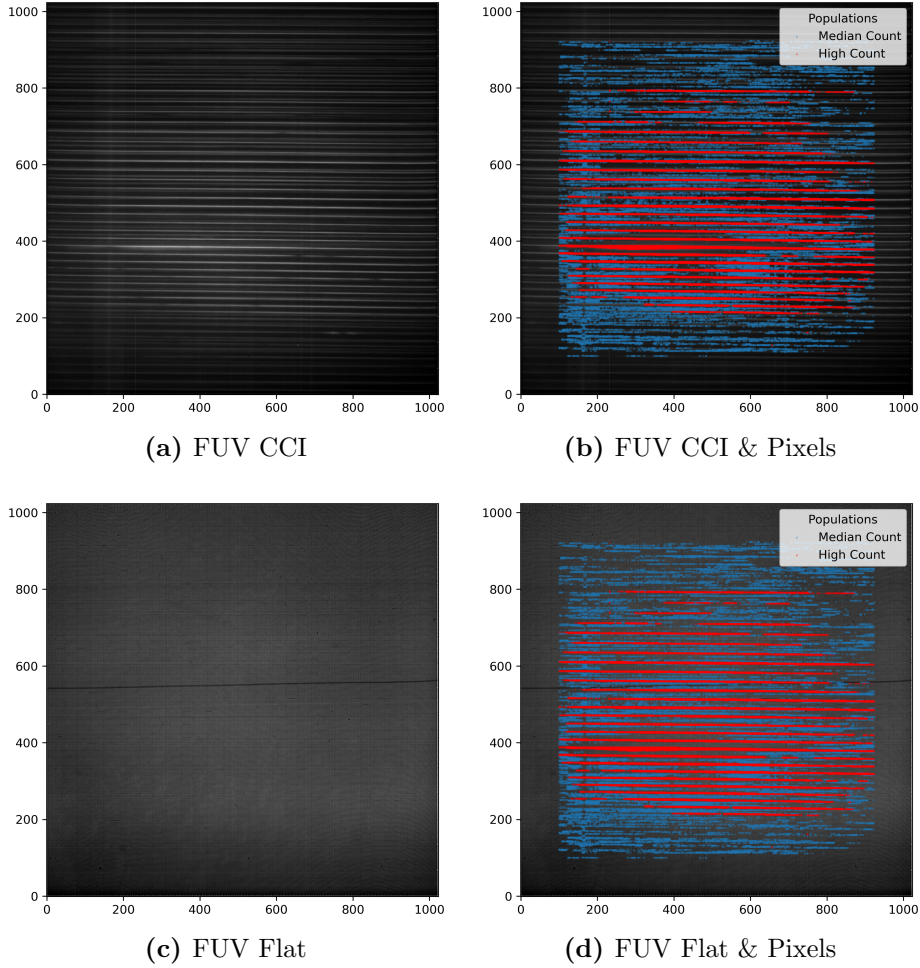 1000
800
600
400
200
0
0 200 400 600 800 1000
(a) FUV CCI
1000
800
600
400
200
0
0 200 400 600 800 1000
Populations
Median Count
High Count
(b) FUV CCI & Pixels
1000
800
600
400
200
0
0 200 400 600 800 1000
(c) FUV Flat
1000
800
600
400
200
0
0 200 400 600 800 1000
Populations
Median Count
High Count
(d) FUV Flat & Pixels